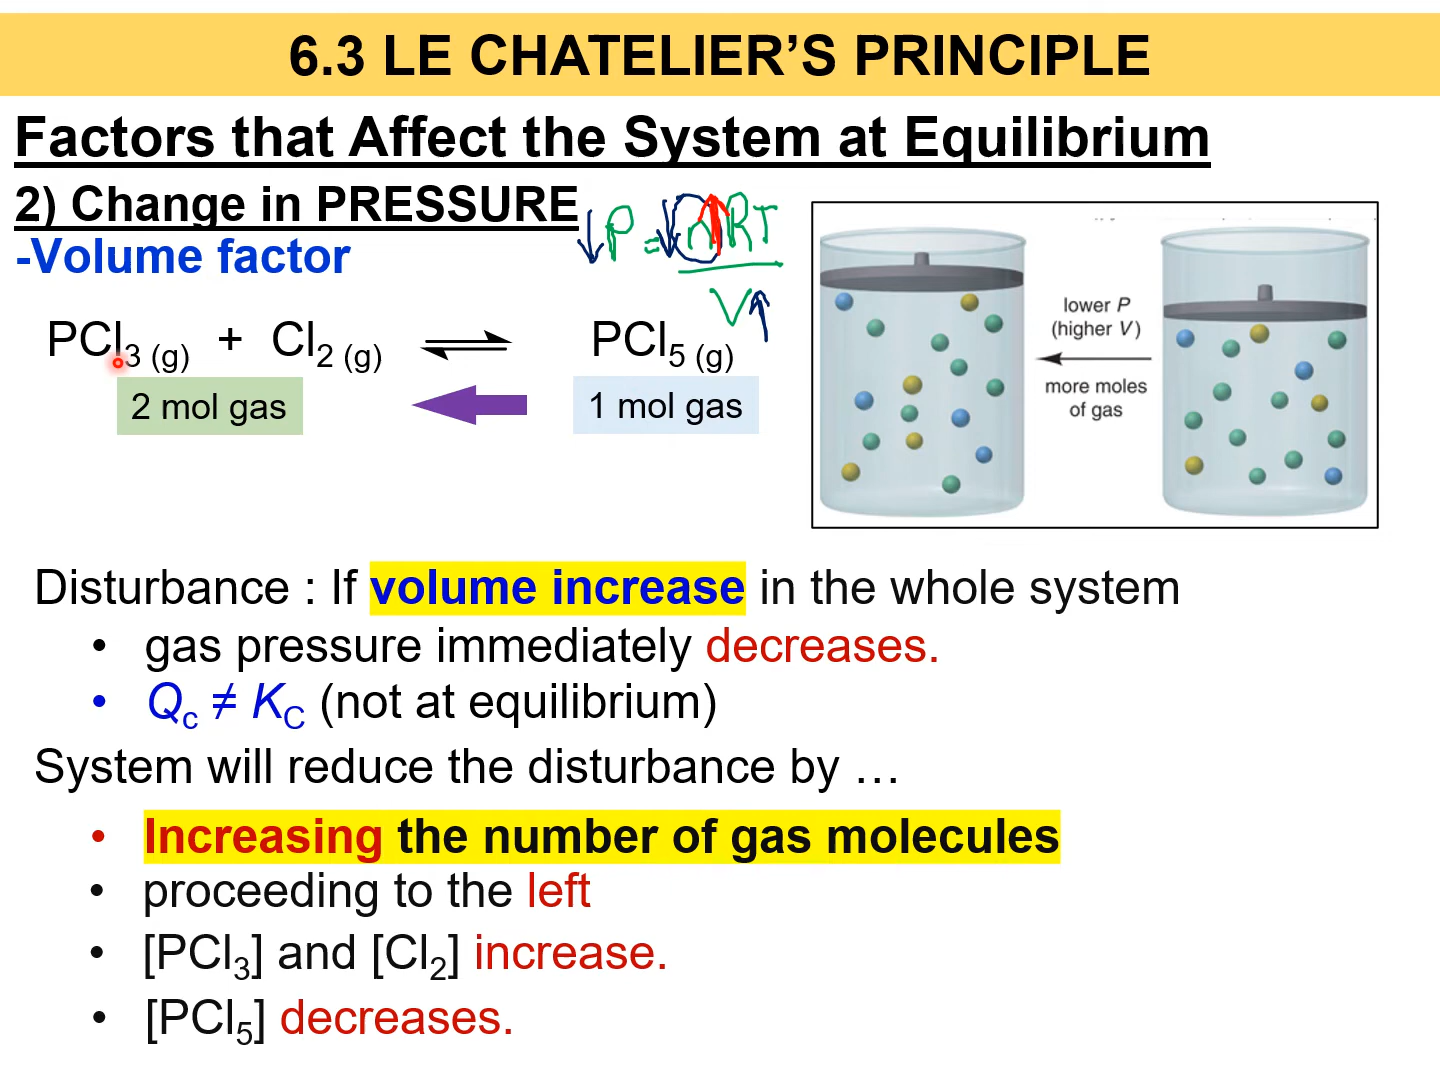 6.3 LE CHATELIER’S PRINCIPLE
Factors that Affect the System at Equilibrium
2) Change in PRESSURE
-Volume factor
↓P = ↓n↑RT
V↑
PCl3 (g) + Cl2 (g) ⇌ PCl5 (g)
2 mol gas
1 mol gas
lower P
(higher V)
more moles
of gas
Disturbance : If volume increase in the whole system
• gas pressure immediately decreases.
• Qc ≠ KC (not at equilibrium)
System will reduce the disturbance by …
• Increasing the number of gas molecules
• proceeding to the left
• [PCl3] and [Cl2] increase.
• [PCl5] decreases.